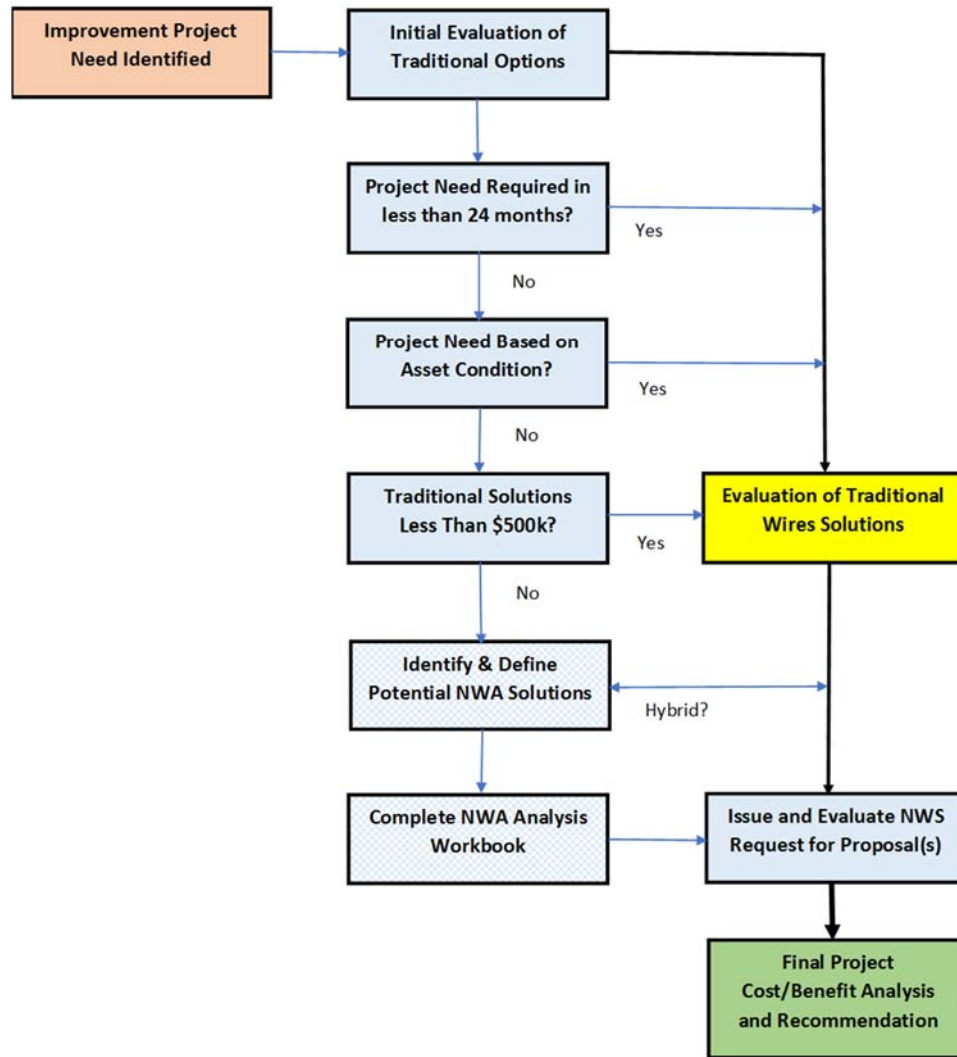 Improvement Project
Need Identified
Initial Evaluation of
Traditional Options
Project Need Required in
less than 24 months?
Yes
No
Project Need Based on
Asset Condition?
Yes
No
Traditional Solutions
Less Than $500k?
Yes
Evaluation of Traditional
Wires Solutions
No
Identify & Define
Potential NWA Solutions
Hybrid?
Complete NWA Analysis
Workbook
Issue and Evaluate NWS
Request for Proposal(s)
Final Project
Cost/Benefit Analysis
and Recommendation